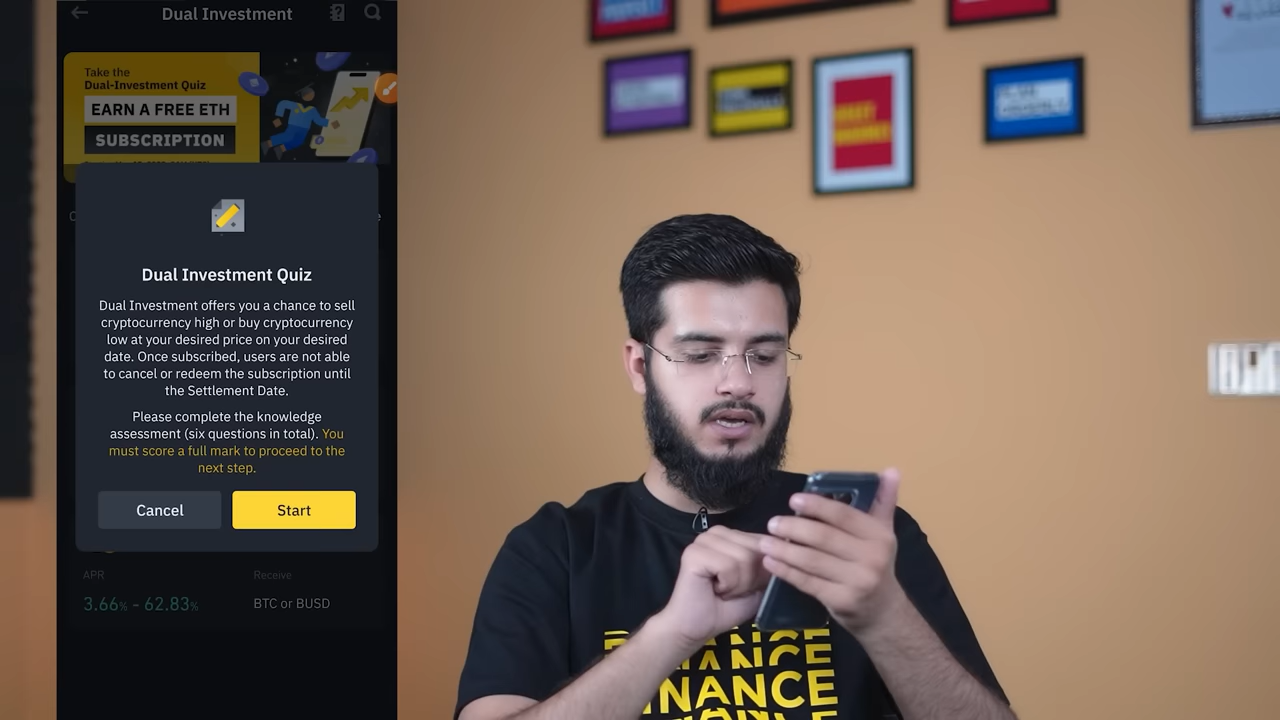 Dual Investment
Take the
Dual-Investment Quiz
EARN A FREE ETH
SUBSCRIPTION
Dual Investment Quiz
Dual Investment offers you a chance to sell
cryptocurrency high or buy cryptocurrency
low at your desired price on your desired
date. Once subscribed, users are not able
to cancel or redeem the subscription until
the Settlement Date.
Please complete the knowledge
assessment (six questions in total). You
must score a full mark to proceed to the
next step.
Cancel
Start
APR
Receive
3.66% - 62.83%
BTC or BUSD
NANCE
INANCE